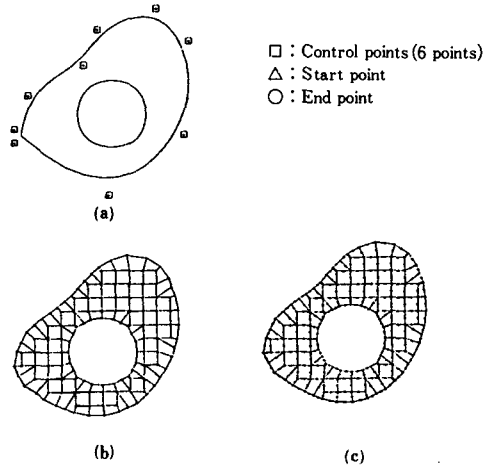 □ : Control points (6 points)
△ : Start point
○ : End point
(a)
(b)
(c)